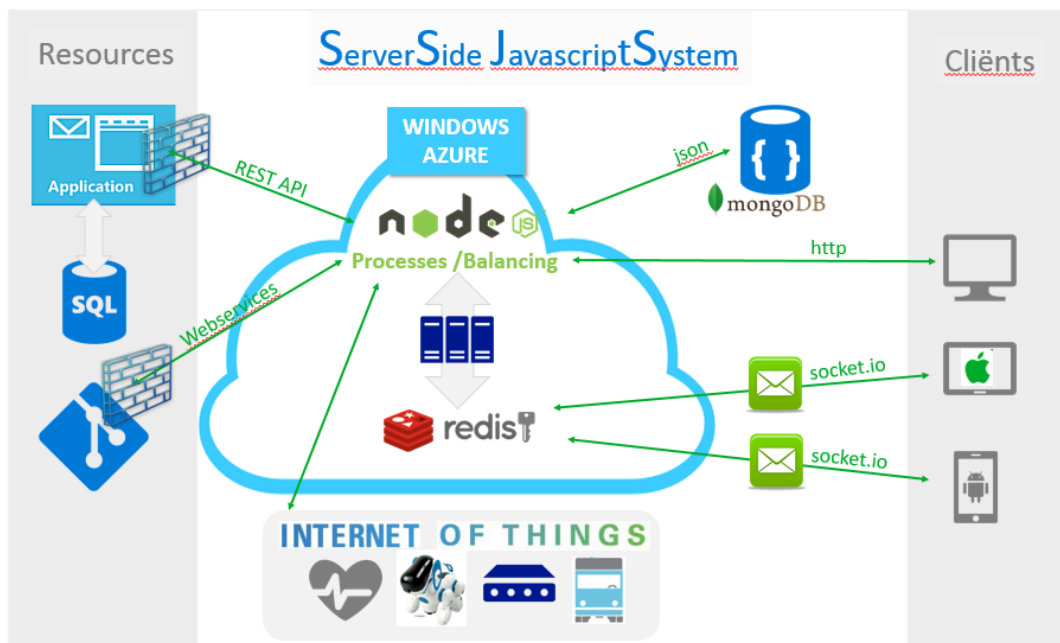 Resources
ServerSide JavascriptSystem
Cliënts
WINDOWS
AZURE
Application
REST API
json
node
JS
mongoDB
Processes /Balancing
http
SQL
Webservices
socket.io
redis
socket.io
INTERNET OF THINGS